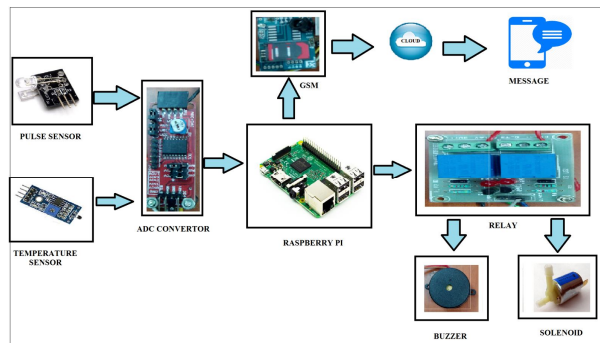 CLOUD
GSM
MESSAGE
PULSE SENSOR
ADC CONVERTOR
RASPBERRY PI
RELAY
TEMPERATURE
SENSOR
BUZZER
SOLENOID